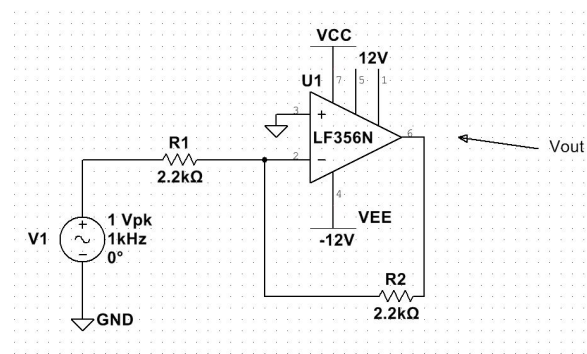 VCC
12V
U1
7
5
1
3
+
LF356N
6
Vout
R1
2
−
2.2kΩ
4
V1
+
1 Vpk
1kHz
−
0°
VEE
-12V
R2
2.2kΩ
GND